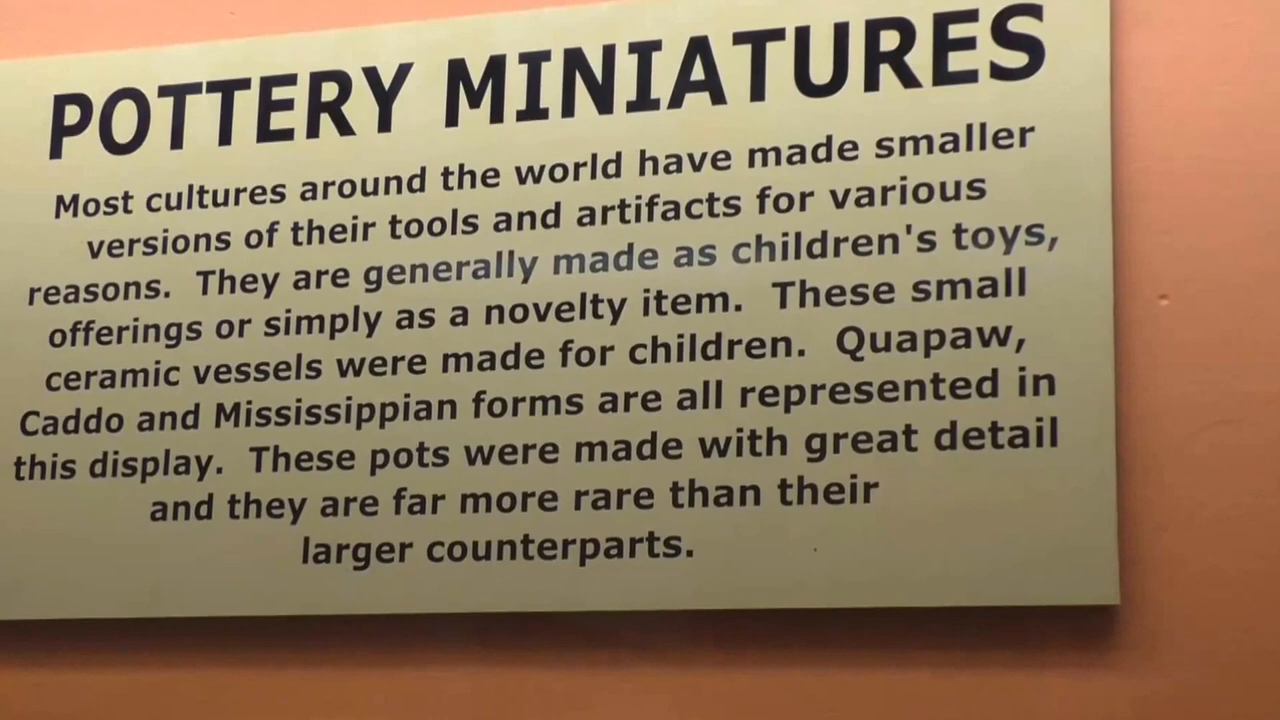 POTTERY MINIATURES
Most cultures around the world have made smaller
versions of their tools and artifacts for various
reasons.  They are generally made as children's toys,
offerings or simply as a novelty item.  These small
ceramic vessels were made for children.  Quapaw,
Caddo and Mississippian forms are all represented in
this display.  These pots were made with great detail
and they are far more rare than their
larger counterparts.